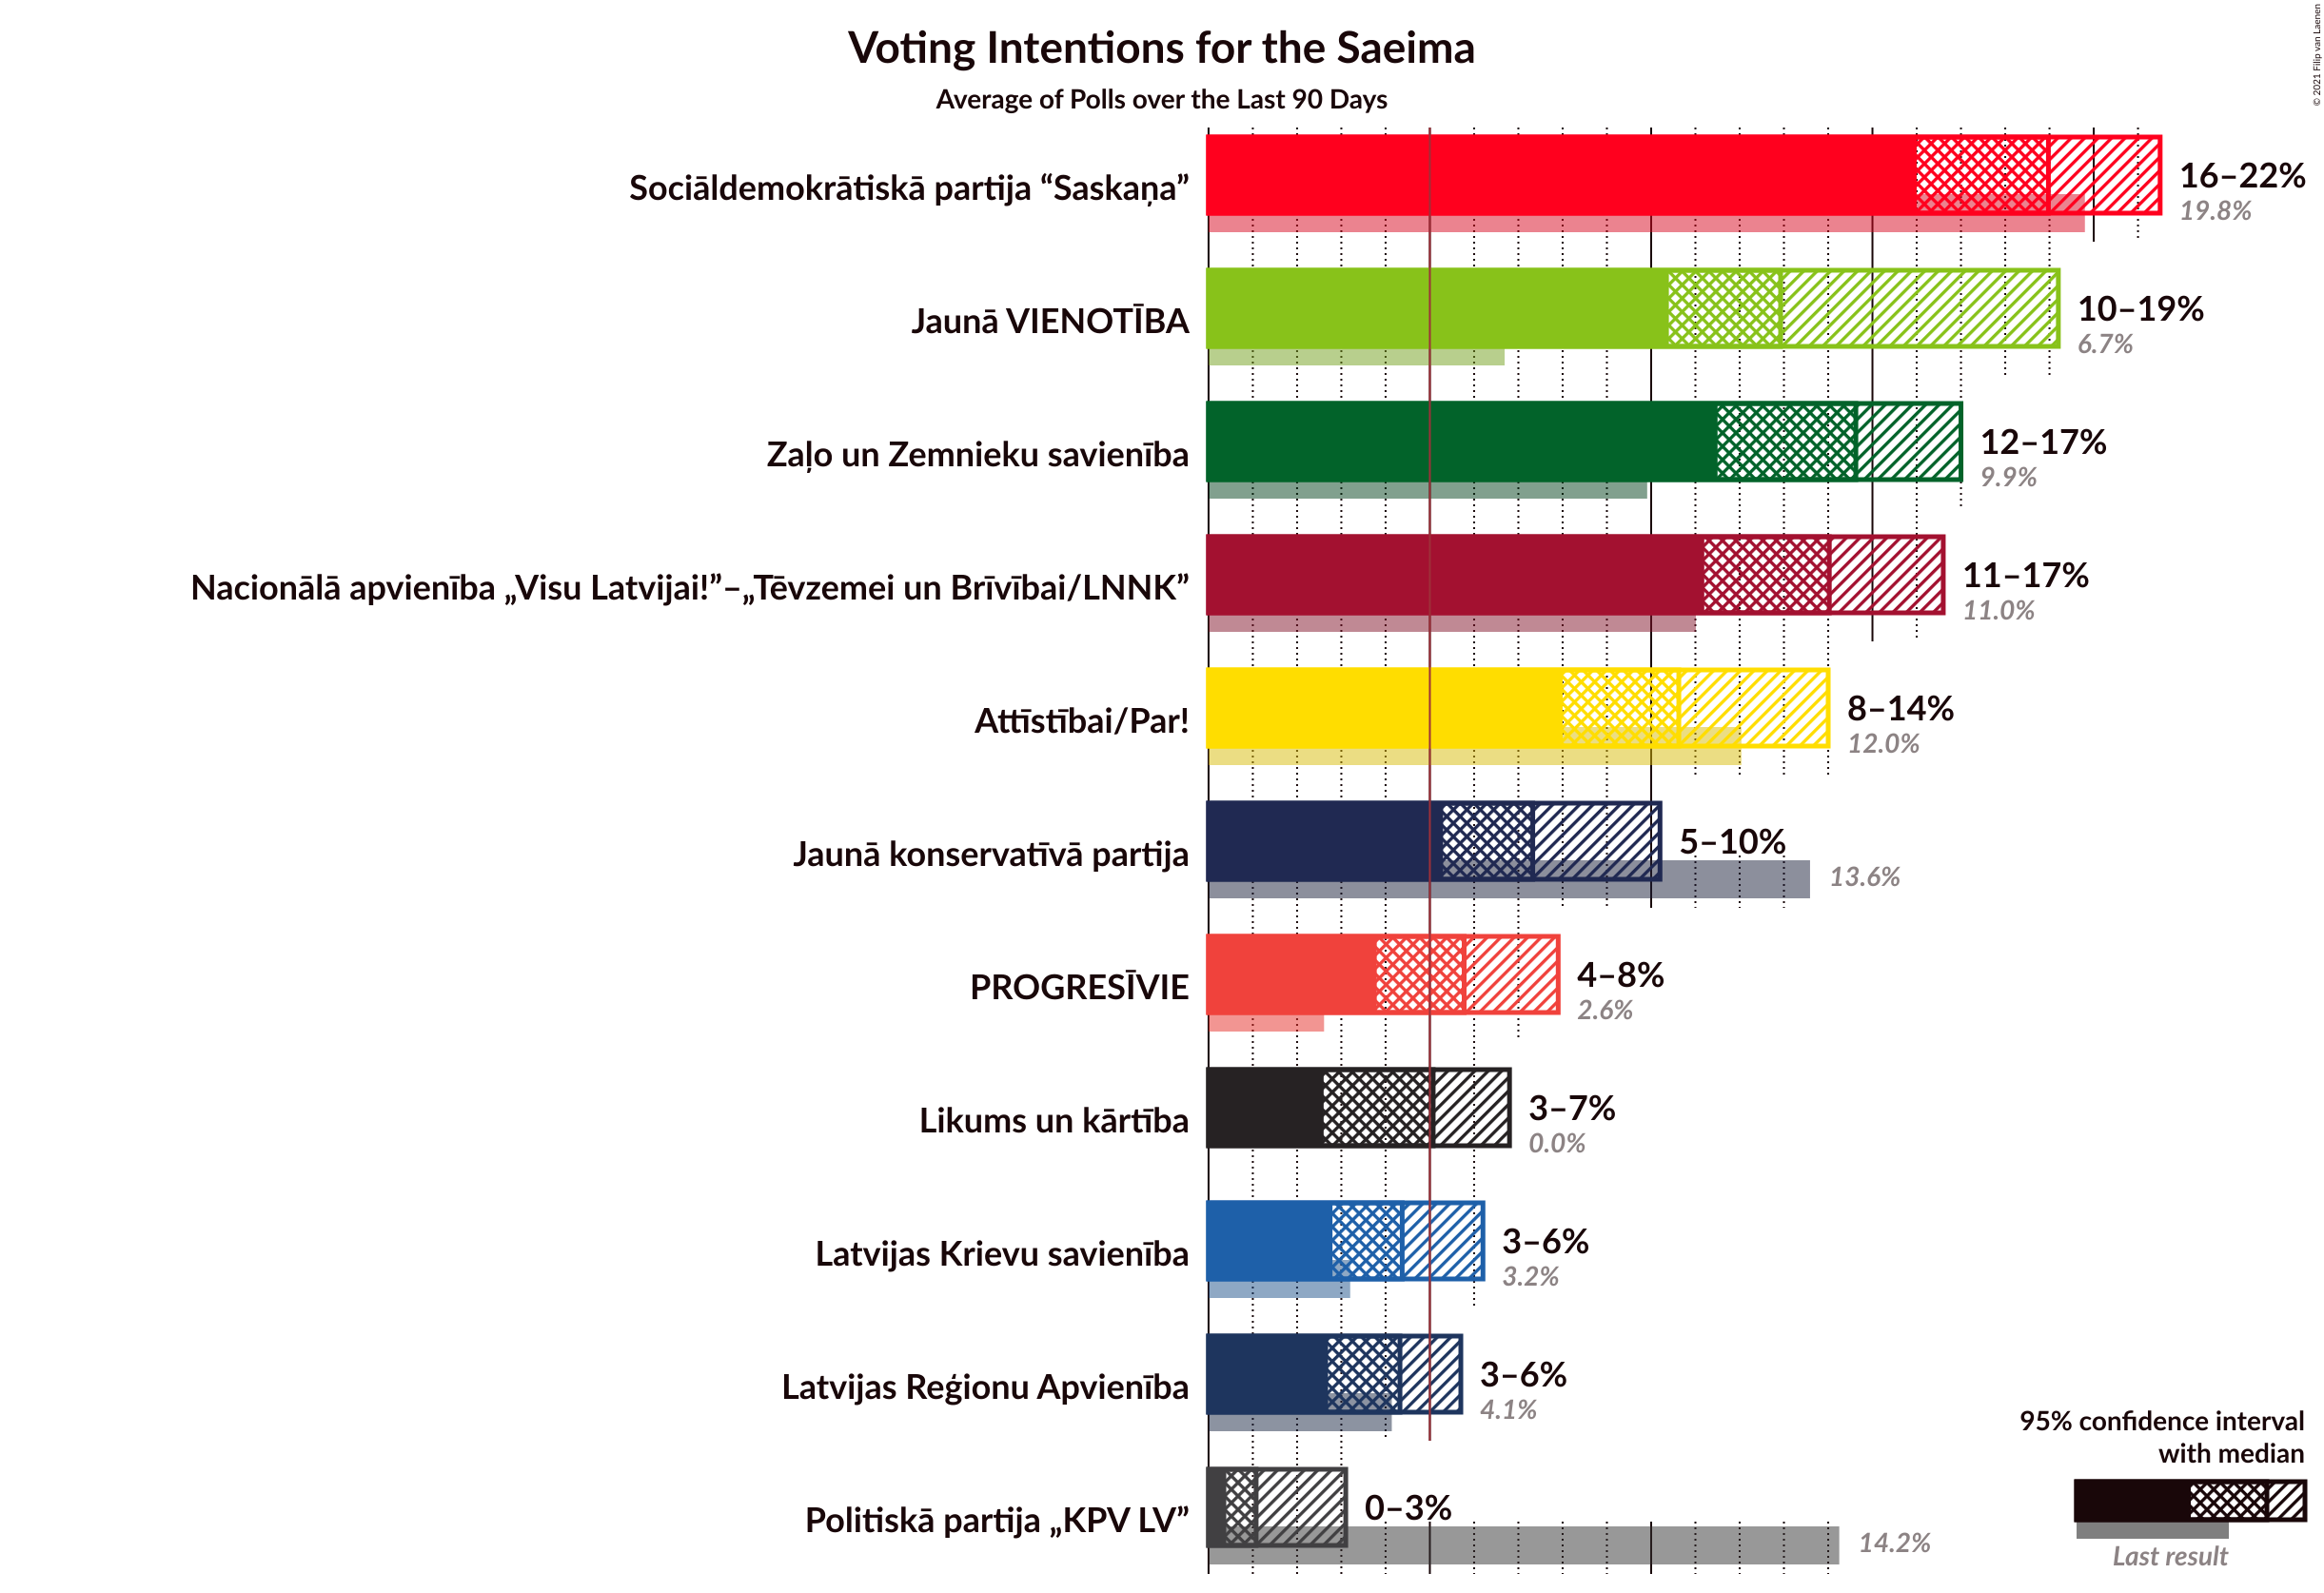 © 2021 Filip van Laenen
Voting Intentions for the Saeima
Average of Polls over the Last 90 Days
Sociāldemokrātiskā partija “Saskaņa”
16–22%
19.8%
Jaunā VIENOTĪBA
10–19%
6.7%
Zaļo un Zemnieku savienība
12–17%
9.9%
Nacionālā apvienība „Visu Latvijai!”–„Tēvzemei un Brīvībai/LNNK”
11–17%
11.0%
Attīstībai/Par!
8–14%
12.0%
Jaunā konservatīvā partija
5–10%
13.6%
PROGRESĪVIE
4–8%
2.6%
Likums un kārtība
3–7%
0.0%
Latvijas Krievu savienība
3–6%
3.2%
Latvijas Reģionu Apvienība
3–6%
4.1%
Politiskā partija „KPV LV”
0–3%
14.2%
95% confidence interval
with median
Last result